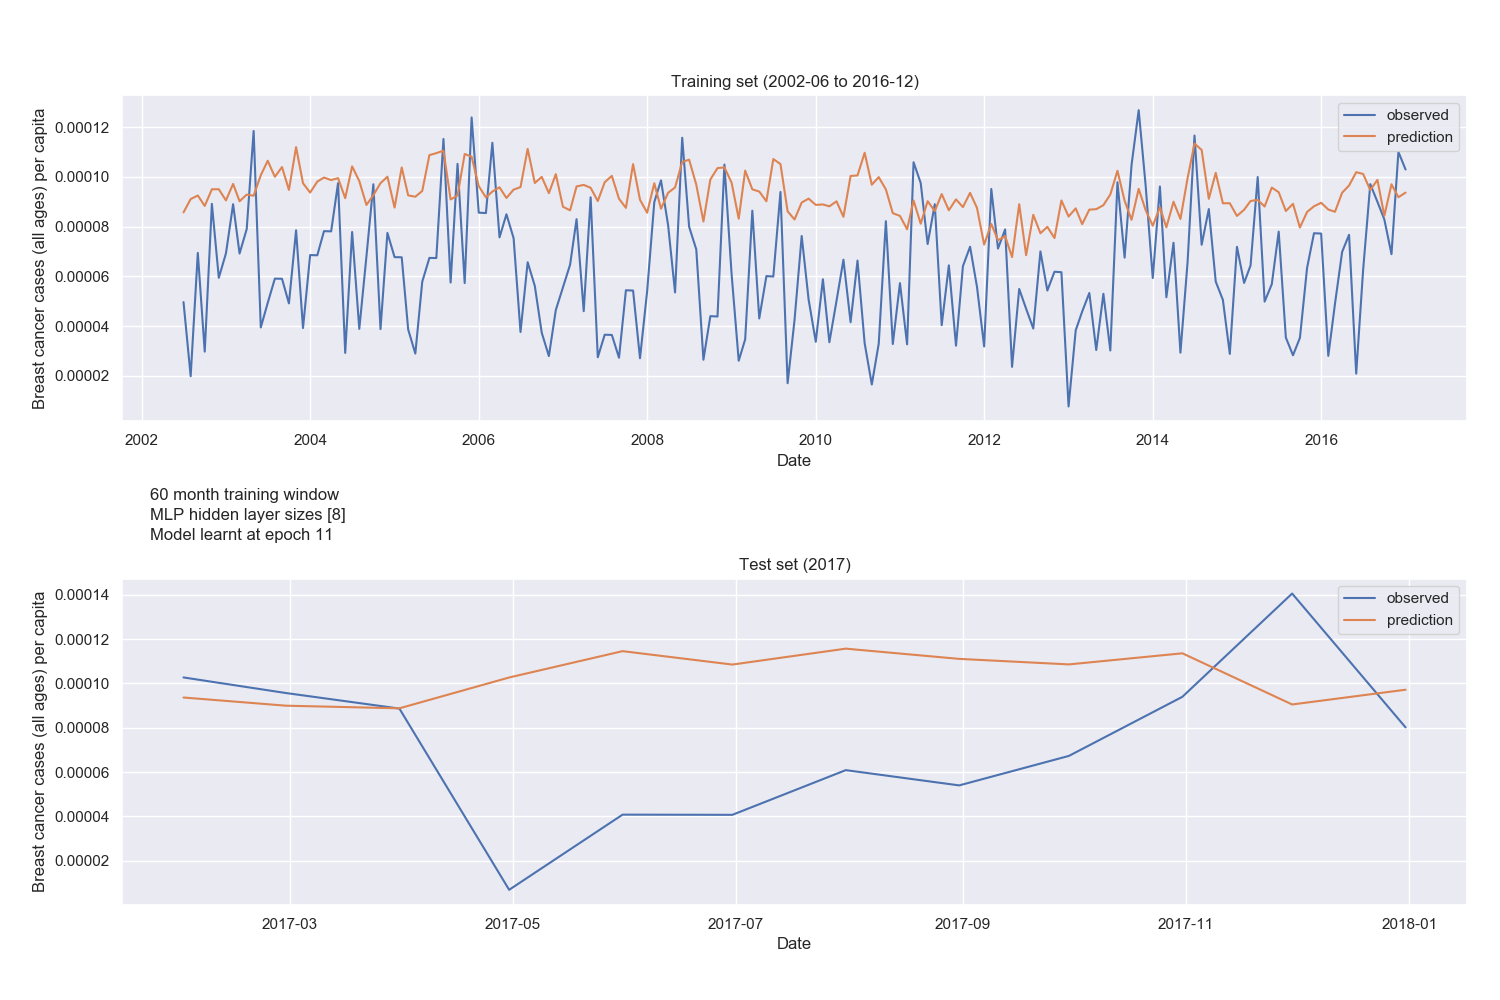 Training set (2002-06 to 2016-12)
Breast cancer cases (all ages) per capita
0.00012
0.00010
0.00008
0.00006
0.00004
0.00002
observed
prediction
2002 2004 2006 2008 2010 2012 2014 2016
Date
60 month training window
MLP hidden layer sizes [8]
Model learnt at epoch 11
Test set (2017)
Breast cancer cases (all ages) per capita
0.00014
0.00012
0.00010
0.00008
0.00006
0.00004
0.00002
observed
prediction
2017-03 2017-05 2017-07 2017-09 2017-11 2018-01
Date